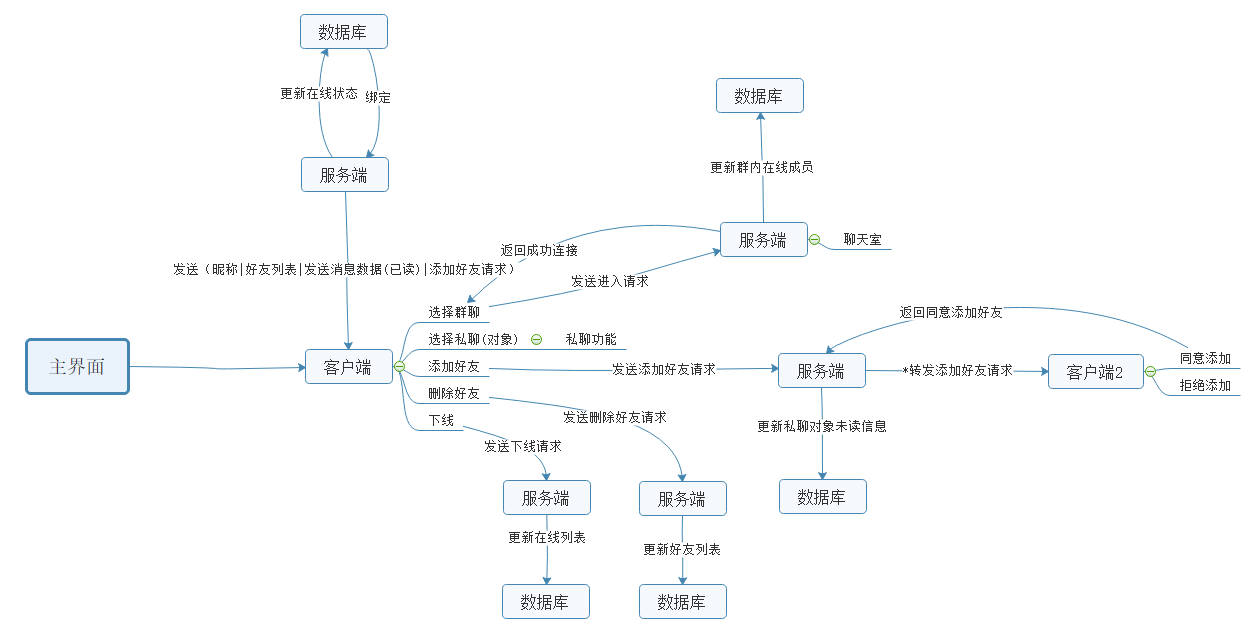 数据库
更新在线状态
绑定
服务端
发送（昵称|好友列表|发送消息数据(已读)|添加好友请求）
数据库
更新群内在线成员
服务端
聊天室
返回成功连接
发送进入请求
主界面
客户端
选择群聊
选择私聊(对象)
私聊功能
添加好友
删除好友
下线
发送添加好友请求
服务端
返回同意添加好友
*转发添加好友请求
客户端2
同意添加
拒绝添加
更新私聊对象未读信息
数据库
发送删除好友请求
发送下线请求
服务端
服务端
更新在线列表
更新好友列表
数据库
数据库